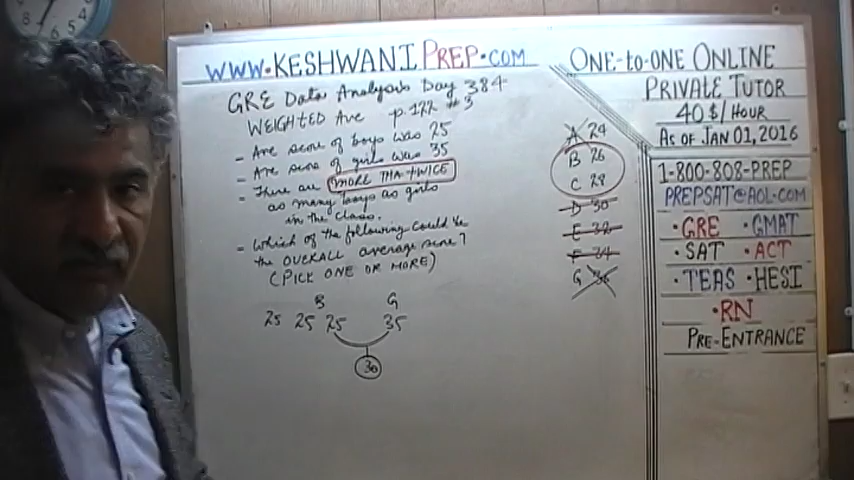 WWW.KESHWANIPREP.COM
GRE Data Analysis Day 384
WEIGHTED Ave p.122 #3
- Ave score of boys was 25
- Ave score of girls was 35
- There are MORE THA TWICE
as many boys as girls
in the class.
- Which of the following could be
the OVERALL average score?
(PICK ONE OR MORE)
B G
25 25 25 35
30
A 24
B 26
C 28
D 30
E 32
F 34
G 36
ONE-to-ONE ONLINE
PRIVATE TUTOR
40 $/HOUR
AS OF JAN 01, 2016
1-800-808-PREP
PREPSAT@AOL.COM
• GRE • GMAT
• SAT • ACT
• TEAS • HESI
• RN
PRE-ENTRANCE
6 5 4